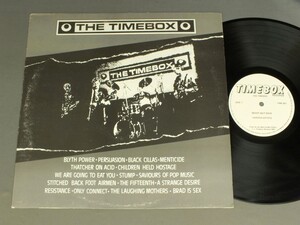 THE TIMEBOX
THE TIMEBOX
BLYTH POWER · PERSUASION · BLACK CILLAS · MENTICIDE
THATCHER ON ACID · CHILDREN HELD HOSTAGE
WE ARE GOING TO EAT YOU · STUMP · SAVIOURS OF POP MUSIC
STITCHED BACK FOOT AIRMEN · THE FIFTEENTH · A STRANGE DESIRE
RESISTANCE · ONLY CONNECT · THE LAUGHING MOTHERS · BRAD IS SEX
TIMEBOX